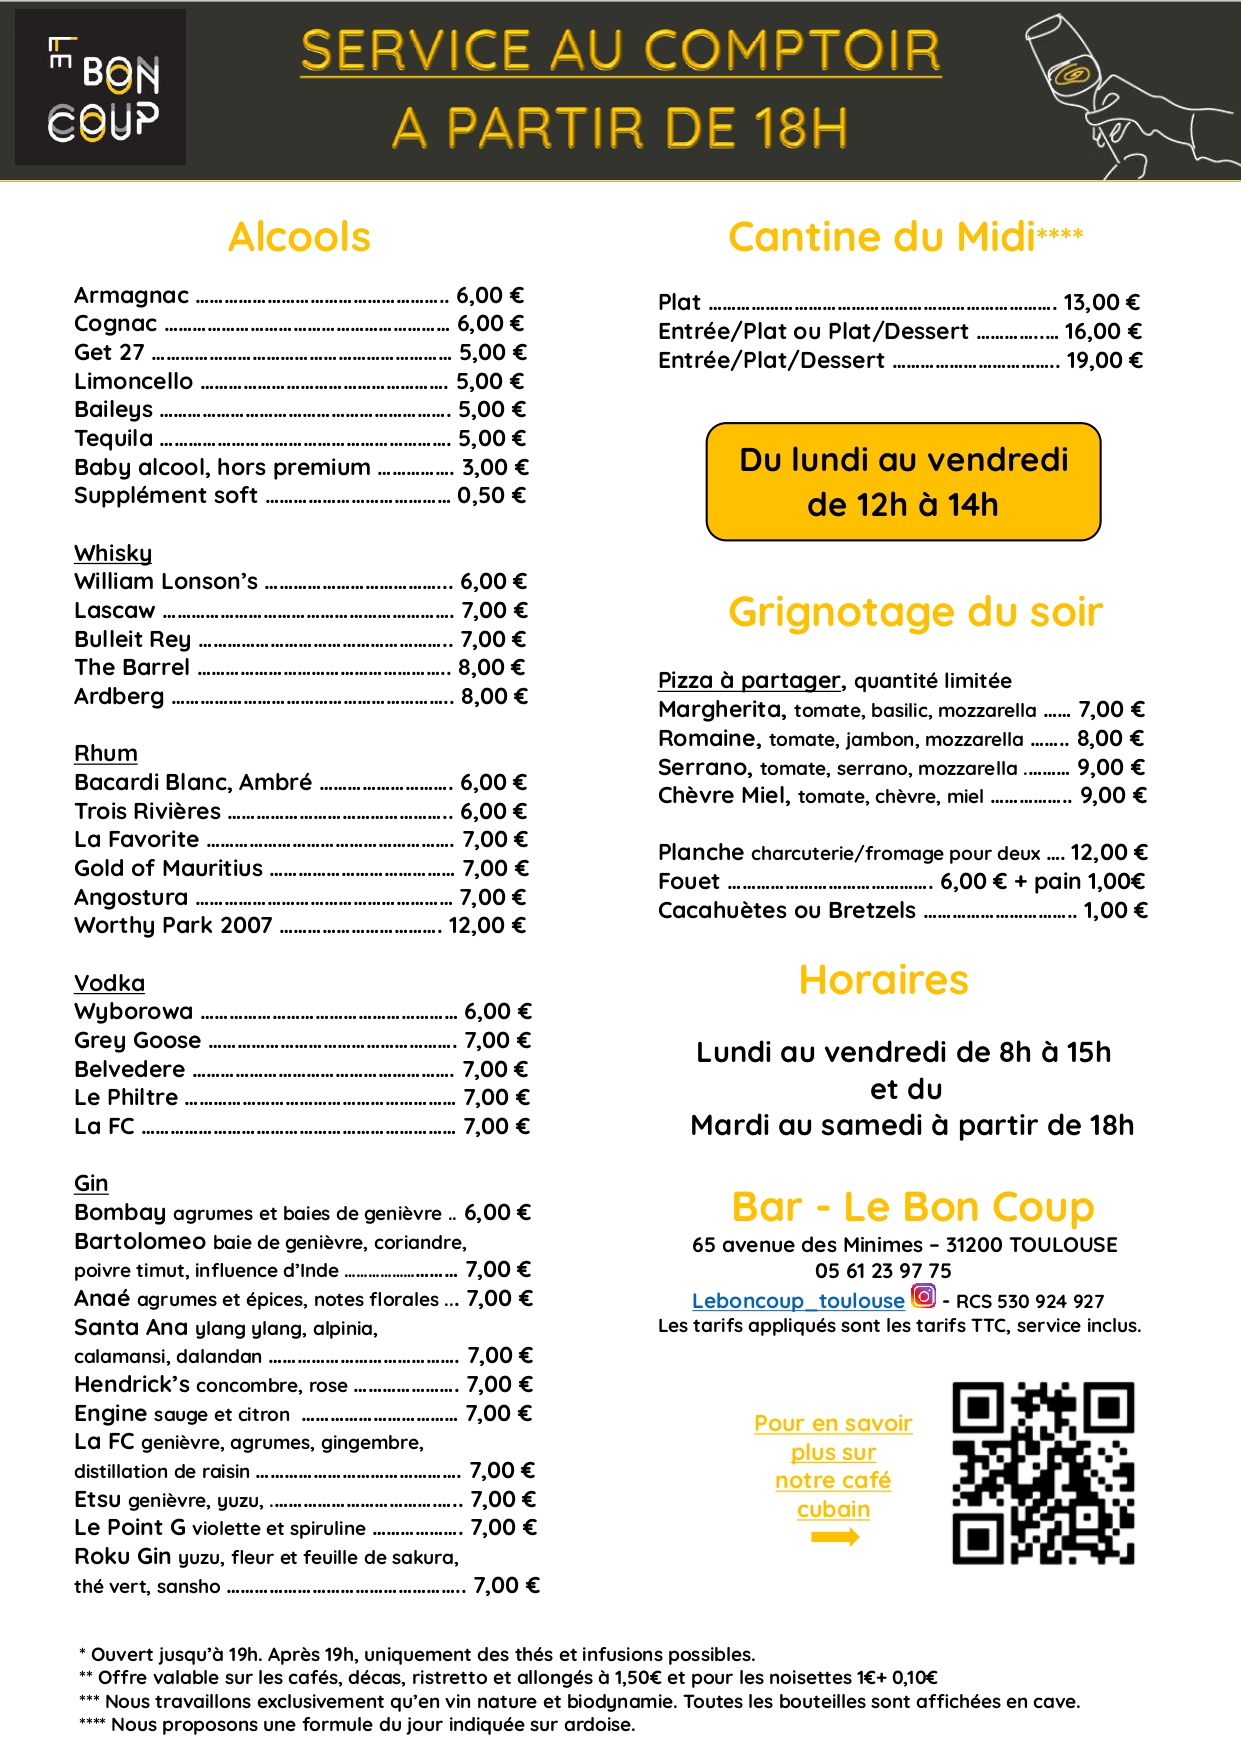 LE
BON
COUP
SERVICE AU COMPTOIR
A PARTIR DE 18H
Alcools
Armagnac …………………………………………….. 6,00 €
Cognac …………………………………………………… 6,00 €
Get 27 ……………………………………………………… 5,00 €
Limoncello ……………………………………………. 5,00 €
Baileys ……………………………………………………. 5,00 €
Tequila ……………………………………………………. 5,00 €
Baby alcool, hors premium ……………. 3,00 €
Supplément soft ………………………………… 0,50 €
Whisky
William Lonson’s ………………………………... 6,00 €
Lascaw ……………………………………………………. 7,00 €
Bulleit Rey …………………………………………….. 7,00 €
The Barrel …………………………………………….. 8,00 €
Ardberg ………………………………………………….. 8,00 €
Rhum
Bacardi Blanc, Ambré ………………………. 6,00 €
Trois Rivières ……………………………………….. 6,00 €
La Favorite ……………………………………………. 7,00 €
Gold of Mauritius ………………………………… 7,00 €
Angostura ……………………………………………… 7,00 €
Worthy Park 2007 ……………………………. 12,00 €
Vodka
Wyborowa ……………………………………………… 6,00 €
Grey Goose ……………………………………………. 7,00 €
Belvedere ………………………………………………. 7,00 €
Le Philtre ………………………………………………… 7,00 €
La FC ………………………………………………………… 7,00 €
Gin
Bombay agrumes et baies de genièvre .. 6,00 €
Bartolomeo baie de genièvre, coriandre,
poivre timut, influence d’Inde …………………… 7,00 €
Anaé agrumes et épices, notes florales ... 7,00 €
Santa Ana ylang ylang, alpinia,
calamansi, dalandan …………………………………. 7,00 €
Hendrick’s concombre, rose …………………. 7,00 €
Engine sauge et citron …………………………… 7,00 €
La FC genièvre, agrumes, gingembre,
distillation de raisin ……………………………………. 7,00 €
Etsu genièvre, yuzu, ………………………………….. 7,00 €
Le Point G violette et spiruline ………………. 7,00 €
Roku Gin yuzu, fleur et feuille de sakura,
thé vert, sansho ………………………………………….. 7,00 €
Cantine du Midi****
Plat ………………………………………………………………. 13,00 €
Entrée/Plat ou Plat/Dessert …………..… 16,00 €
Entrée/Plat/Dessert …………………………….. 19,00 €
Du lundi au vendredi
de 12h à 14h
Grignotage du soir
Pizza à partager, quantité limitée
Margherita, tomate, basilic, mozzarella …… 7,00 €
Romaine, tomate, jambon, mozzarella …….. 8,00 €
Serrano, tomate, serrano, mozzarella .……… 9,00 €
Chèvre Miel, tomate, chèvre, miel …………….. 9,00 €
Planche charcuterie/fromage pour deux …. 12,00 €
Fouet ……………………………………. 6,00 € + pain 1,00€
Cacahuètes ou Bretzels ………………………….. 1,00 €
Horaires
Lundi au vendredi de 8h à 15h
et du
Mardi au samedi à partir de 18h
Bar - Le Bon Coup
65 avenue des Minimes – 31200 TOULOUSE
05 61 23 97 75
Leboncoup_toulouse - RCS 530 924 927
Les tarifs appliqués sont les tarifs TTC, service inclus.
Pour en savoir
plus sur
notre café
cubain
* Ouvert jusqu’à 19h. Après 19h, uniquement des thés et infusions possibles.
** Offre valable sur les cafés, décas, ristretto et allongés à 1,50€ et pour les noisettes 1€+ 0,10€
*** Nous travaillons exclusivement qu’en vin nature et biodynamie. Toutes les bouteilles sont affichées en cave.
**** Nous proposons une formule du jour indiquée sur ardoise.